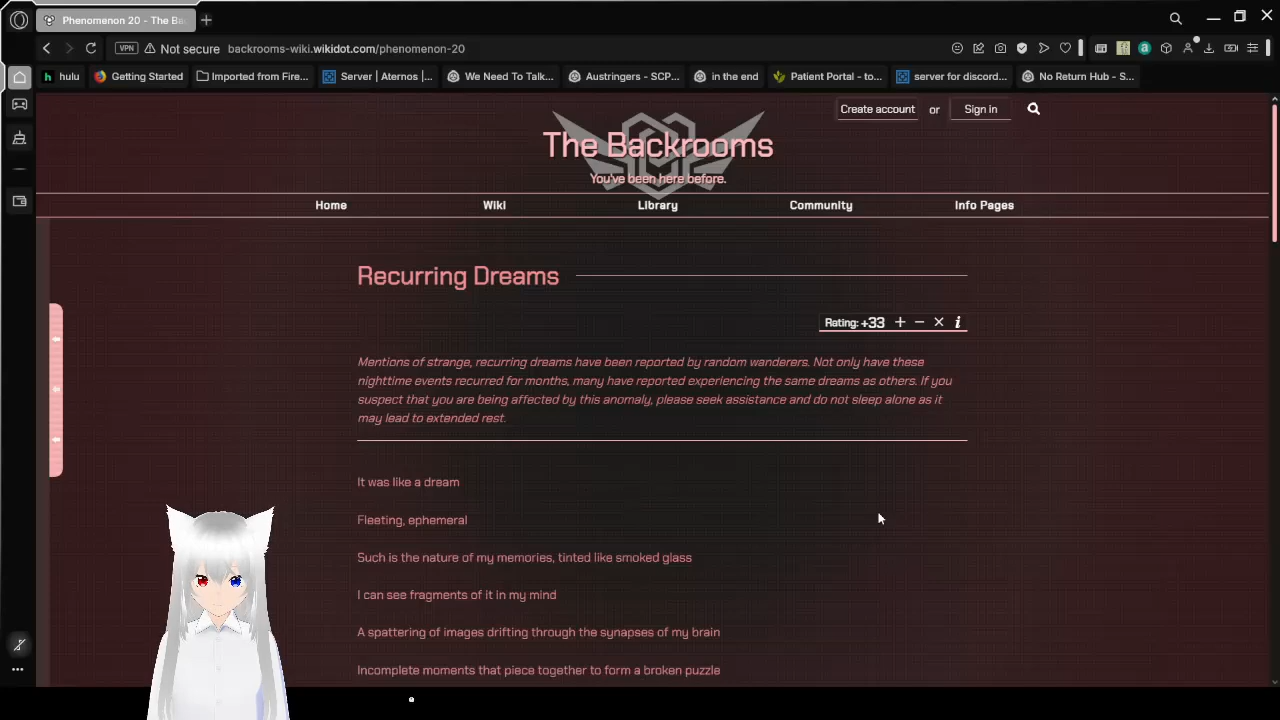 Phenomenon 20 - The Bac
VPN Not secure backrooms-wiki.wikidot.com/phenomenon-20
hulu Getting Started Imported from Fire... Server | Aternos |... We Need To Talk... Austringers - SCP... in the end Patient Portal - to... server for discord... No Return Hub - S...
Create account or Sign in
The Backrooms
You've been here before.
Home Wiki Library Community Info Pages
Recurring Dreams
Rating: +33 + − × i
Mentions of strange, recurring dreams have been reported by random wanderers. Not only have these
nighttime events recurred for months, many have reported experiencing the same dreams as others. If you
suspect that you are being affected by this anomaly, please seek assistance and do not sleep alone as it
may lead to extended rest.
It was like a dream
Fleeting, ephemeral
Such is the nature of my memories, tinted like smoked glass
I can see fragments of it in my mind
A spattering of images drifting through the synapses of my brain
Incomplete moments that piece together to form a broken puzzle